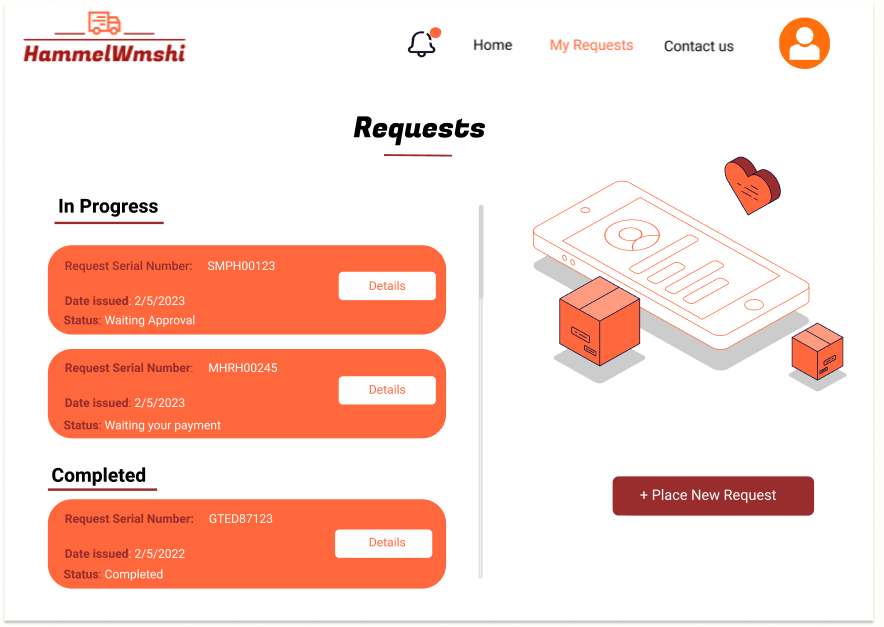 HammelWmshi
Home
My Requests
Contact us
Requests
In Progress
Request Serial Number: SMPH00123
Details
Date issued: 2/5/2023
Status: Waiting Approval
Request Serial Number: MHRH00245
Details
Date issued: 2/5/2023
Status: Waiting your payment
Completed
Request Serial Number: GTED87123
Details
Date issued: 2/5/2022
Status: Completed
+ Place New Request